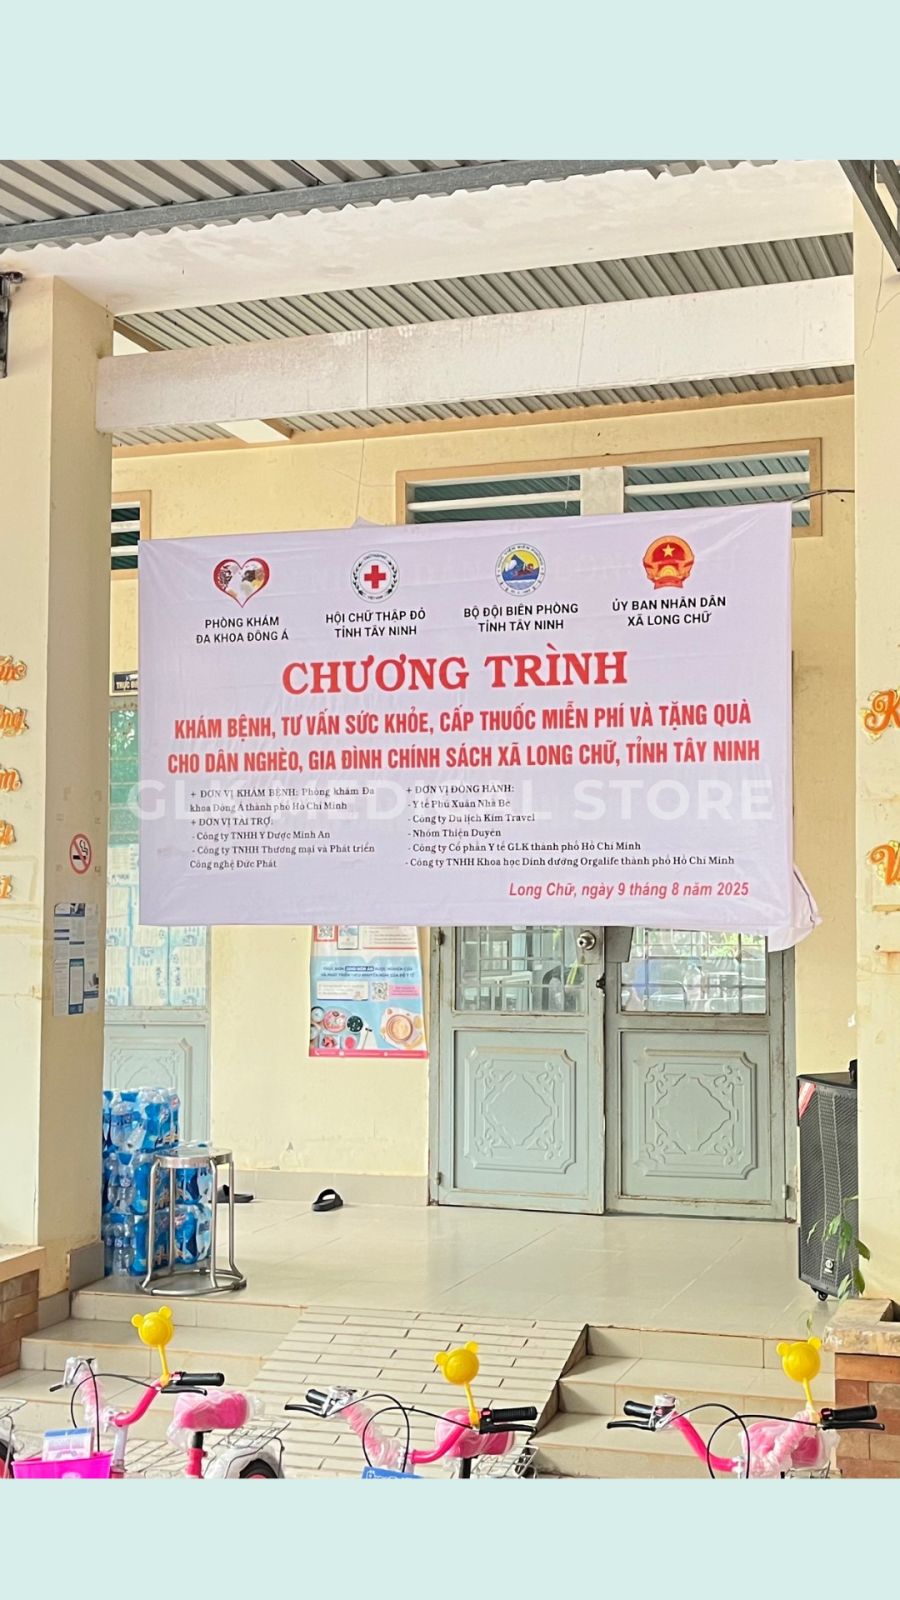 PHÒNG KHÁM
ĐA KHOA ĐÔNG Á
HỘI CHỮ THẬP ĐỎ
TỈNH TÂY NINH
BỘ ĐỘI BIÊN PHÒNG
TỈNH TÂY NINH
ỦY BAN NHÂN DÂN
XÃ LONG CHỮ
CHƯƠNG TRÌNH
KHÁM BỆNH, TƯ VẤN SỨC KHỎE, CẤP THUỐC MIỄN PHÍ VÀ TẶNG QUÀ
CHO DÂN NGHÈO, GIA ĐÌNH CHÍNH SÁCH XÃ LONG CHỮ, TỈNH TÂY NINH
+ ĐƠN VỊ KHÁM BỆNH: Phòng khám Đa
khoa Đông Á thành phố Hồ Chí Minh
+ ĐƠN VỊ TÀI TRỢ:
- Công ty TNHH Y Dược Minh An
- Công ty TNHH Thương mại và Phát triển
Công nghệ Đức Phát
+ ĐƠN VỊ ĐỒNG HÀNH:
- Y tế Phú Xuân Nhà Bè
- Công ty Du lịch Kim Travel
- Nhóm Thiện Duyên
- Công ty Cổ phần Y tế GLK thành phố Hồ Chí Minh
- Công ty TNHH Khoa học Dinh dưỡng Orgalife thành phố Hồ Chí Minh
Long Chữ, ngày 9 tháng 8 năm 2025
GLK MEDICAL STORE